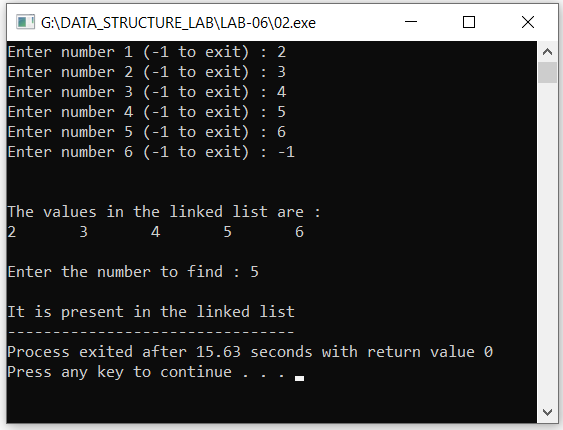 G:\DATA_STRUCTURE_LAB\LAB-06\02.exe
Enter number 1 (-1 to exit) : 2
Enter number 2 (-1 to exit) : 3
Enter number 3 (-1 to exit) : 4
Enter number 4 (-1 to exit) : 5
Enter number 5 (-1 to exit) : 6
Enter number 6 (-1 to exit) : -1
The values in the linked list are :
2       3       4       5       6
Enter the number to find : 5
It is present in the linked list
--------------------------------
Process exited after 15.63 seconds with return value 0
Press any key to continue . . .